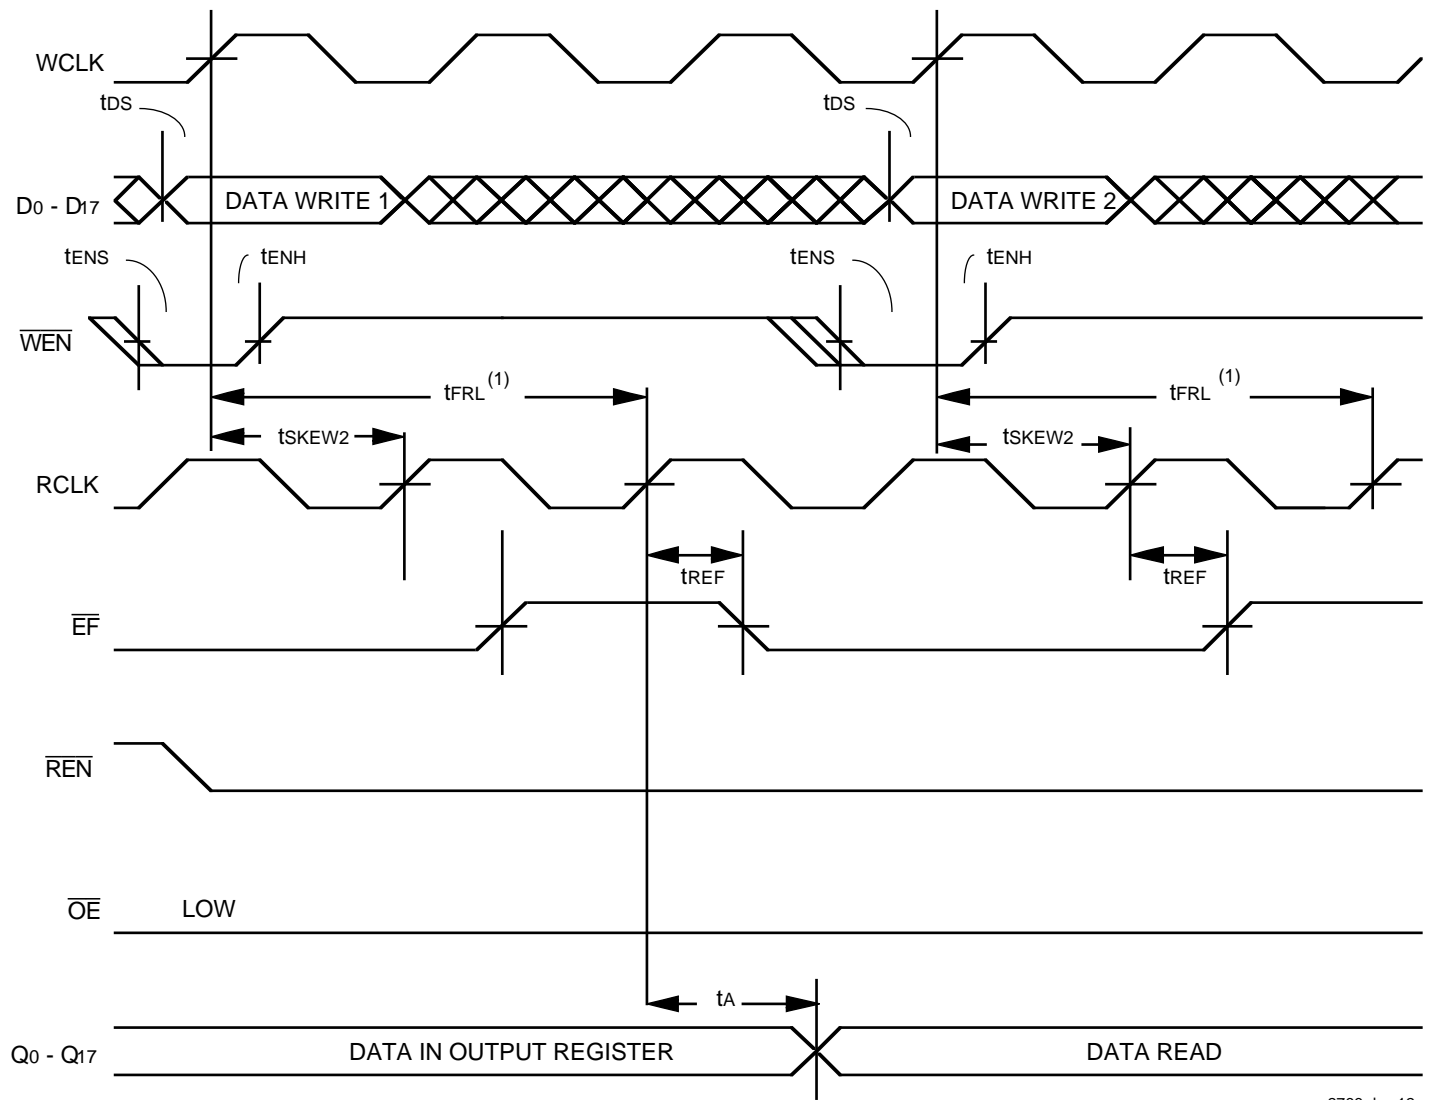 WCLK
tDS tDS
D0 - D17 DATA WRITE 1 DATA WRITE 2
tENS tENH tENS tENH
WEN
tFRL (1) tFRL (1)
tSKEW2 tSKEW2
RCLK
tREF tREF
EF
REN
OE LOW
tA
Q0 - Q17 DATA IN OUTPUT REGISTER DATA READ